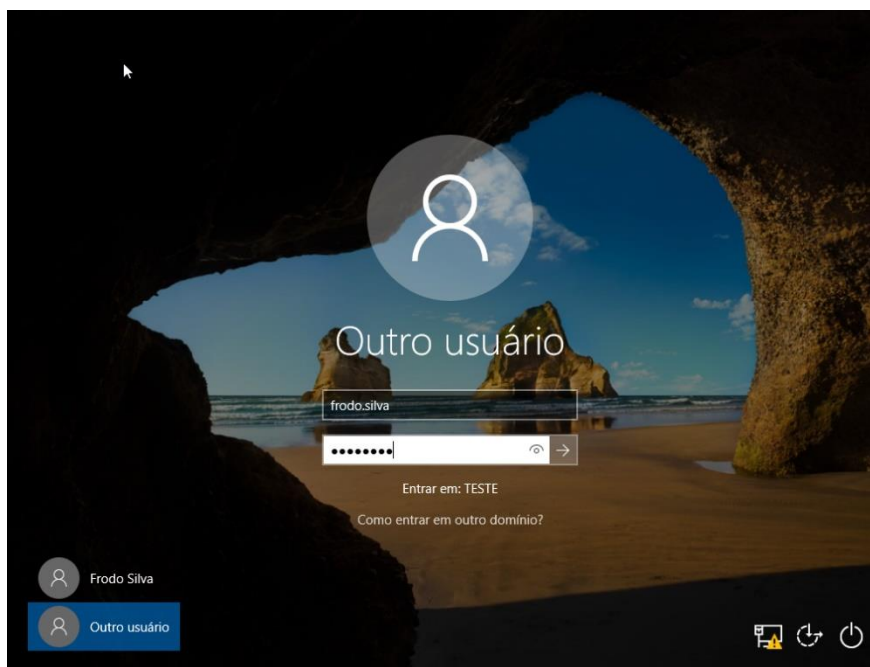 Outro usuário
frodo.silva
Entrar em: TESTE
Como entrar em outro domínio?
Frodo Silva
Outro usuário